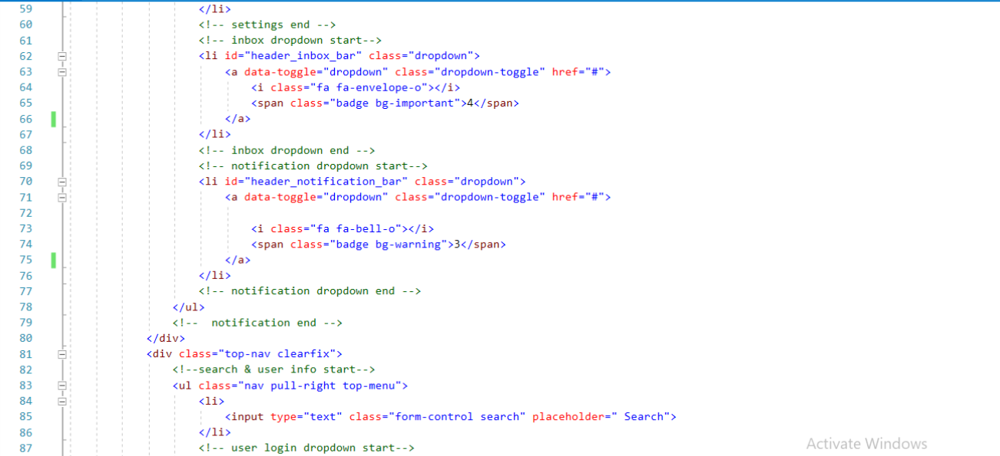 59 </li>
60 <!-- settings end -->
61 <!-- inbox dropdown start-->
62 <li id="header_inbox_bar" class="dropdown">
63 <a data-toggle="dropdown" class="dropdown-toggle" href="#">
64 <i class="fa fa-envelope-o"></i>
65 <span class="badge bg-important">4</span>
66 </a>
67 </li>
68 <!-- inbox dropdown end -->
69 <!-- notification dropdown start-->
70 <li id="header_notification_bar" class="dropdown">
71 <a data-toggle="dropdown" class="dropdown-toggle" href="#">
72
73 <i class="fa fa-bell-o"></i>
74 <span class="badge bg-warning">3</span>
75 </a>
76 </li>
77 <!-- notification dropdown end -->
78 </ul>
79 <!--  notification end -->
80 </div>
81 <div class="top-nav clearfix">
82 <!--search & user info start-->
83 <ul class="nav pull-right top-menu">
84 <li>
85 <input type="text" class="form-control search" placeholder=" Search">
86 </li>
87 <!-- user login dropdown start-->
Activate Windows